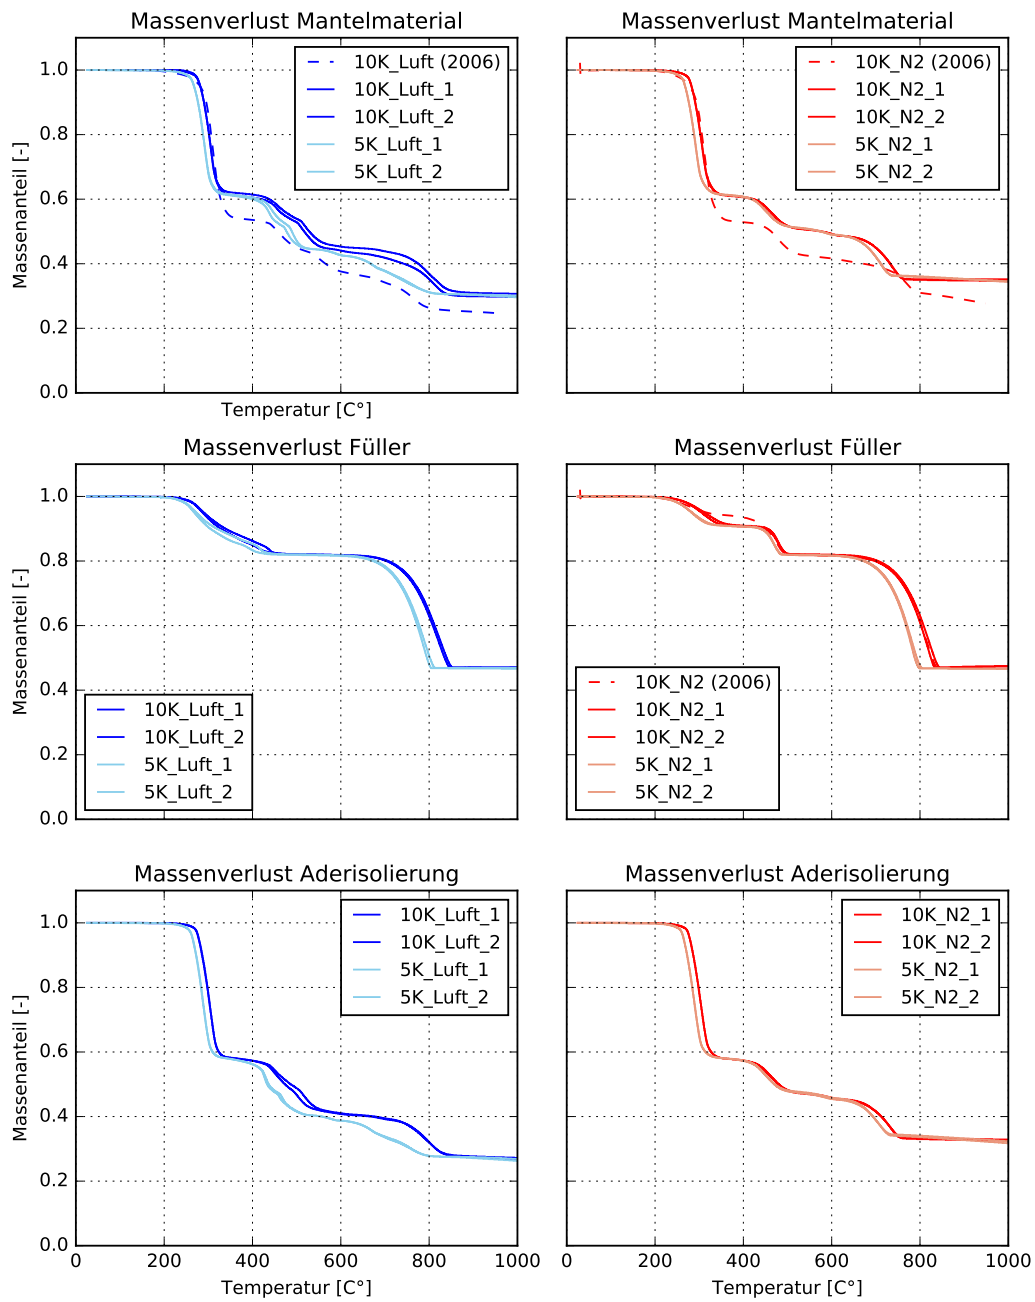 Massenverlust Mantelmaterial
Massenanteil [-]
1.0
0.8
0.6
0.4
0.2
0.0
10K_Luft (2006)
10K_Luft_1
10K_Luft_2
5K_Luft_1
5K_Luft_2
Temperatur [C°]
Massenverlust Mantelmaterial
10K_N2 (2006)
10K_N2_1
10K_N2_2
5K_N2_1
5K_N2_2
Massenverlust Füller
Massenanteil [-]
1.0
0.8
0.6
0.4
0.2
0.0
10K_Luft_1
10K_Luft_2
5K_Luft_1
5K_Luft_2
Massenverlust Füller
10K_N2 (2006)
10K_N2_1
10K_N2_2
5K_N2_1
5K_N2_2
Massenverlust Aderisolierung
Massenanteil [-]
1.0
0.8
0.6
0.4
0.2
0.0
10K_Luft_1
10K_Luft_2
5K_Luft_1
5K_Luft_2
0 200 400 600 800 1000
Temperatur [C°]
Massenverlust Aderisolierung
10K_N2_1
10K_N2_2
5K_N2_1
5K_N2_2
0 200 400 600 800 1000
Temperatur [C°]